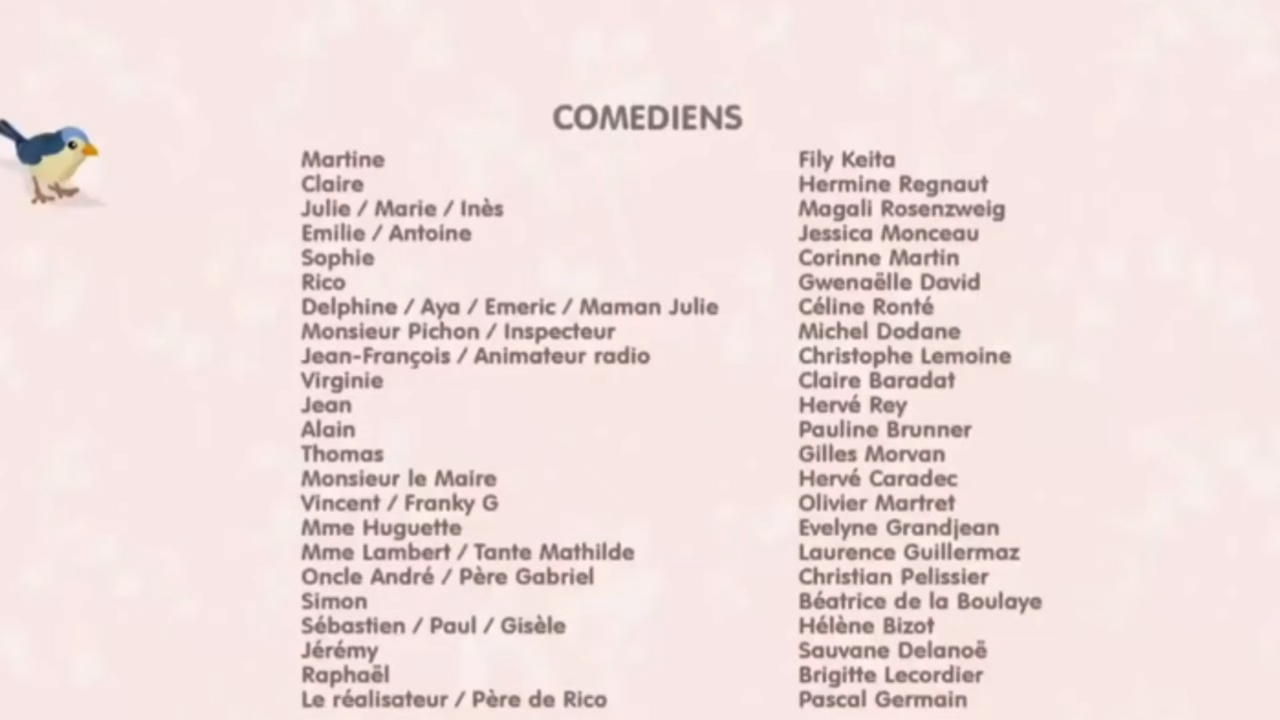 COMEDIENS
Martine Fily Keita
Claire Hermine Regnaut
Julie / Marie / Inès Magali Rosenzweig
Emilie / Antoine Jessica Monceau
Sophie Corinne Martin
Rico Gwenaëlle David
Delphine / Aya / Emeric / Maman Julie Céline Ronté
Monsieur Pichon / Inspecteur Michel Dodane
Jean-François / Animateur radio Christophe Lemoine
Virginie Claire Baradat
Jean Hervé Rey
Alain Pauline Brunner
Thomas Gilles Morvan
Monsieur le Maire Hervé Caradec
Vincent / Franky G Olivier Martret
Mme Huguette Evelyne Grandjean
Mme Lambert / Tante Mathilde Laurence Guillermaz
Oncle André / Père Gabriel Christian Pelissier
Simon Béatrice de la Boulaye
Sébastien / Paul / Gisèle Hélène Bizot
Jérémy Sauvane Delanoë
Raphaël Brigitte Lecordier
Le réalisateur / Père de Rico Pascal Germain